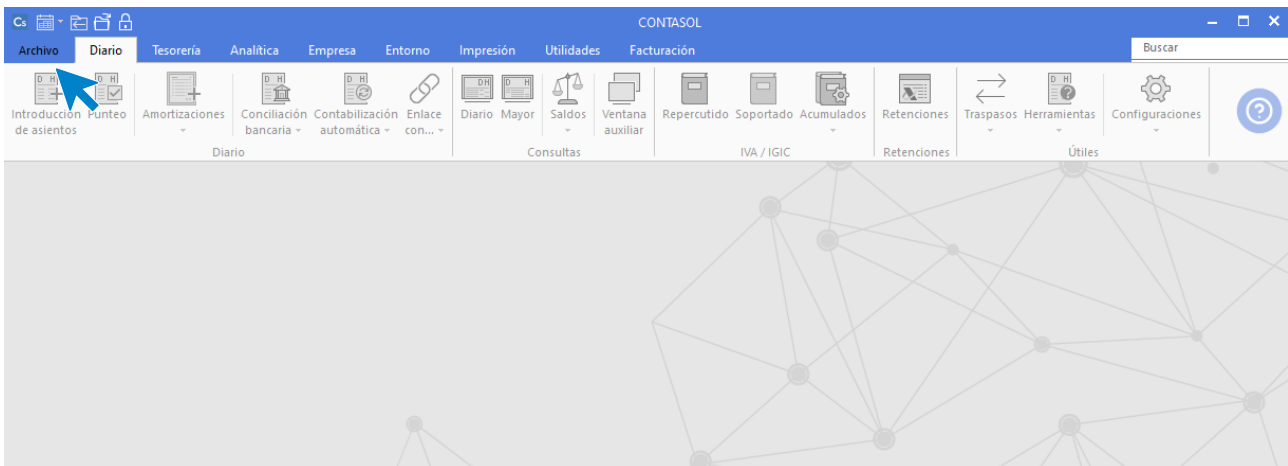 Cs CONTASOL
Archivo Diario Tesorería Analítica Empresa Entorno Impresión Utilidades Facturación Buscar
D H D H D H D H DH D H D H
Introducción Punteo Amortizaciones Conciliación Contabilización Enlace Diario Mayor Saldos Ventana Repercutido Soportado Acumulados Retenciones Traspasos Herramientas Configuraciones
de asientos bancaria automática con... auxiliar
Diario Consultas IVA / IGIC Retenciones Útiles